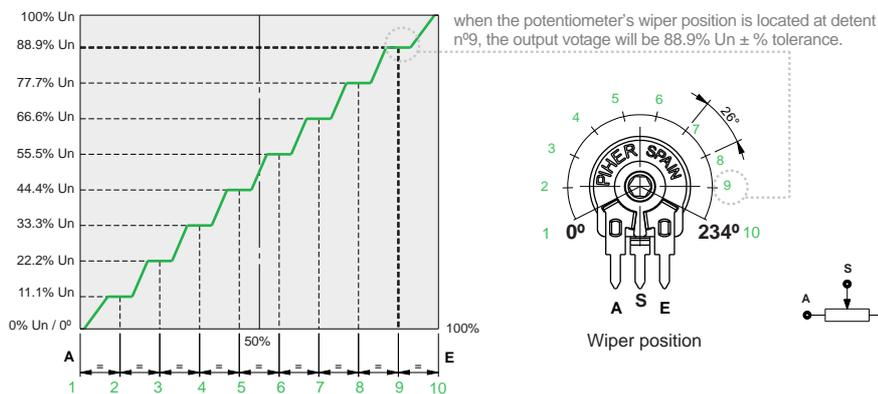 100% Un
88.9% Un
77.7% Un
66.6% Un
55.5% Un
44.4% Un
33.3% Un
22.2% Un
11.1% Un
0% Un / 0º
50%
100%
A
E
= = = = = = = = =
1 2 3 4 5 6 7 8 9 10
when the potentiometer's wiper position is located at detent
nº9, the output votage will be 88.9% Un ± % tolerance.
1 2 3 4 5 6 7 8 9 10
26°
PIHER SPAIN
0º
234º
A S E
Wiper position
A
S